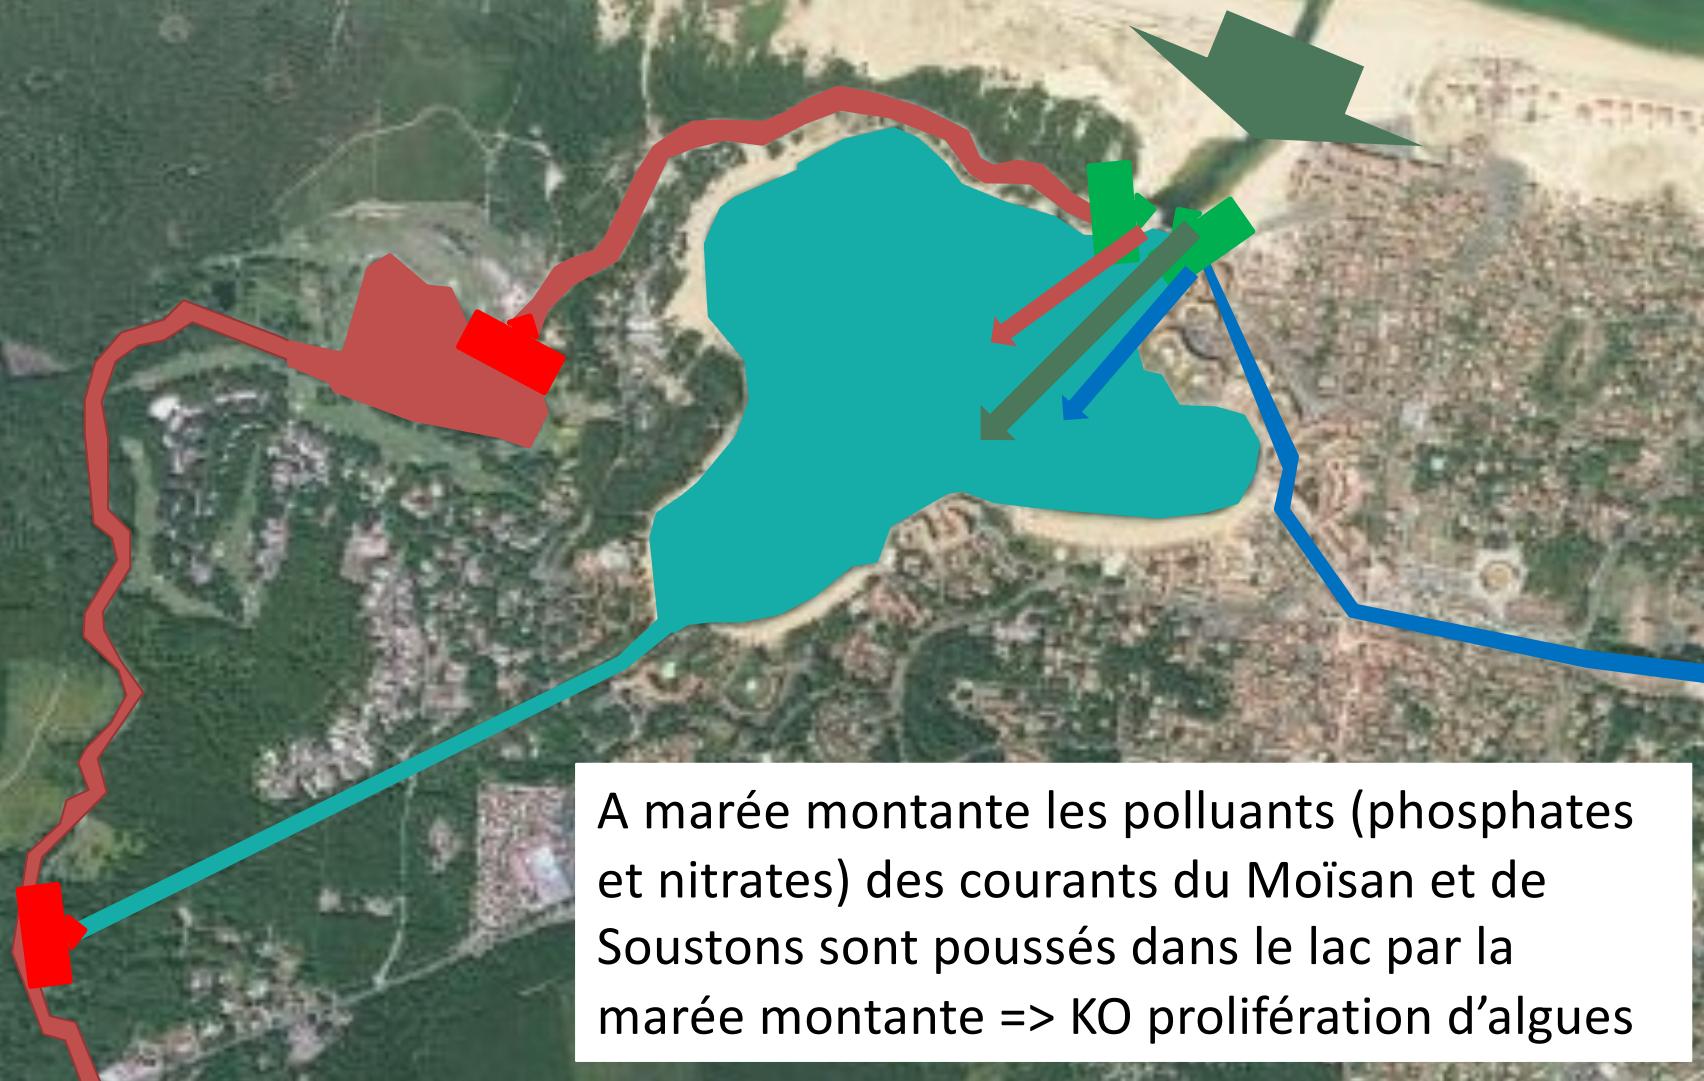 A marée montante les polluants (phosphates
et nitrates) des courants du Moïsan et de
Soustons sont poussés dans le lac par la
marée montante => KO prolifération d’algues